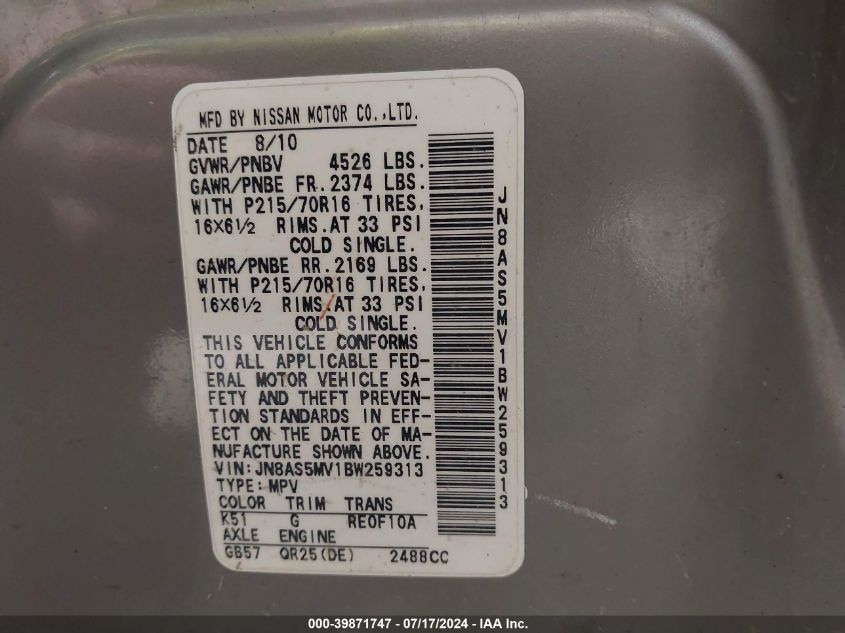 MFD BY NISSAN MOTOR CO.,LTD.
DATE 8/10
GVWR/PNBV 4526 LBS.
GAWR/PNBE FR. 2374 LBS.
WITH P215/70R16 TIRES,
16X6½ RIMS.AT 33 PSI
COLD SINGLE.
GAWR/PNBE RR. 2169 LBS.
WITH P215/70R16 TIRES,
16X6½ RIMS AT 33 PSI
COLD SINGLE.
THIS VEHICLE CONFORMS
TO ALL APPLICABLE FED-
ERAL MOTOR VEHICLE SA-
FETY AND THEFT PREVEN-
TION STANDARDS IN EFF-
ECT ON THE DATE OF MA-
NUFACTURE SHOWN ABOVE.
VIN:JN8AS5MV1BW259313
TYPE:MPV
COLOR TRIM TRANS
K51 G RE0F10A
AXLE ENGINE
GB57 QR25(DE) 2488CC
JN8AS5MV1BW259313
000-39871747 - 07/17/2024 - IAA Inc.